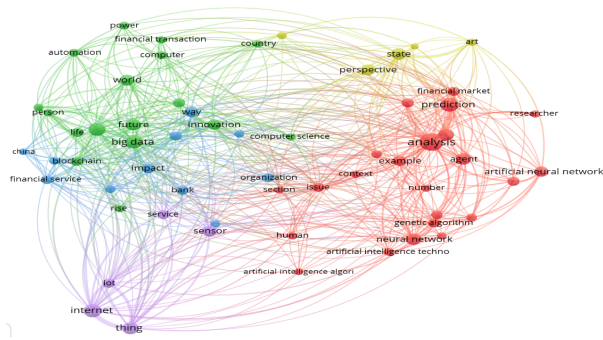 power
art
financial transaction
country
automation
computer
state
perspective
world
financial market
prediction
person
way
researcher
future
innovation
life
big data
computer science
analysis
china
blockchain
impact
example
agent
financial service
organization
context
artificial neural network
bank
section
issue
number
rise
service
genetic algorithm
sensor
human
neural network
artificial intelligence techno
artificial intelligence algori
iot
internet
thing